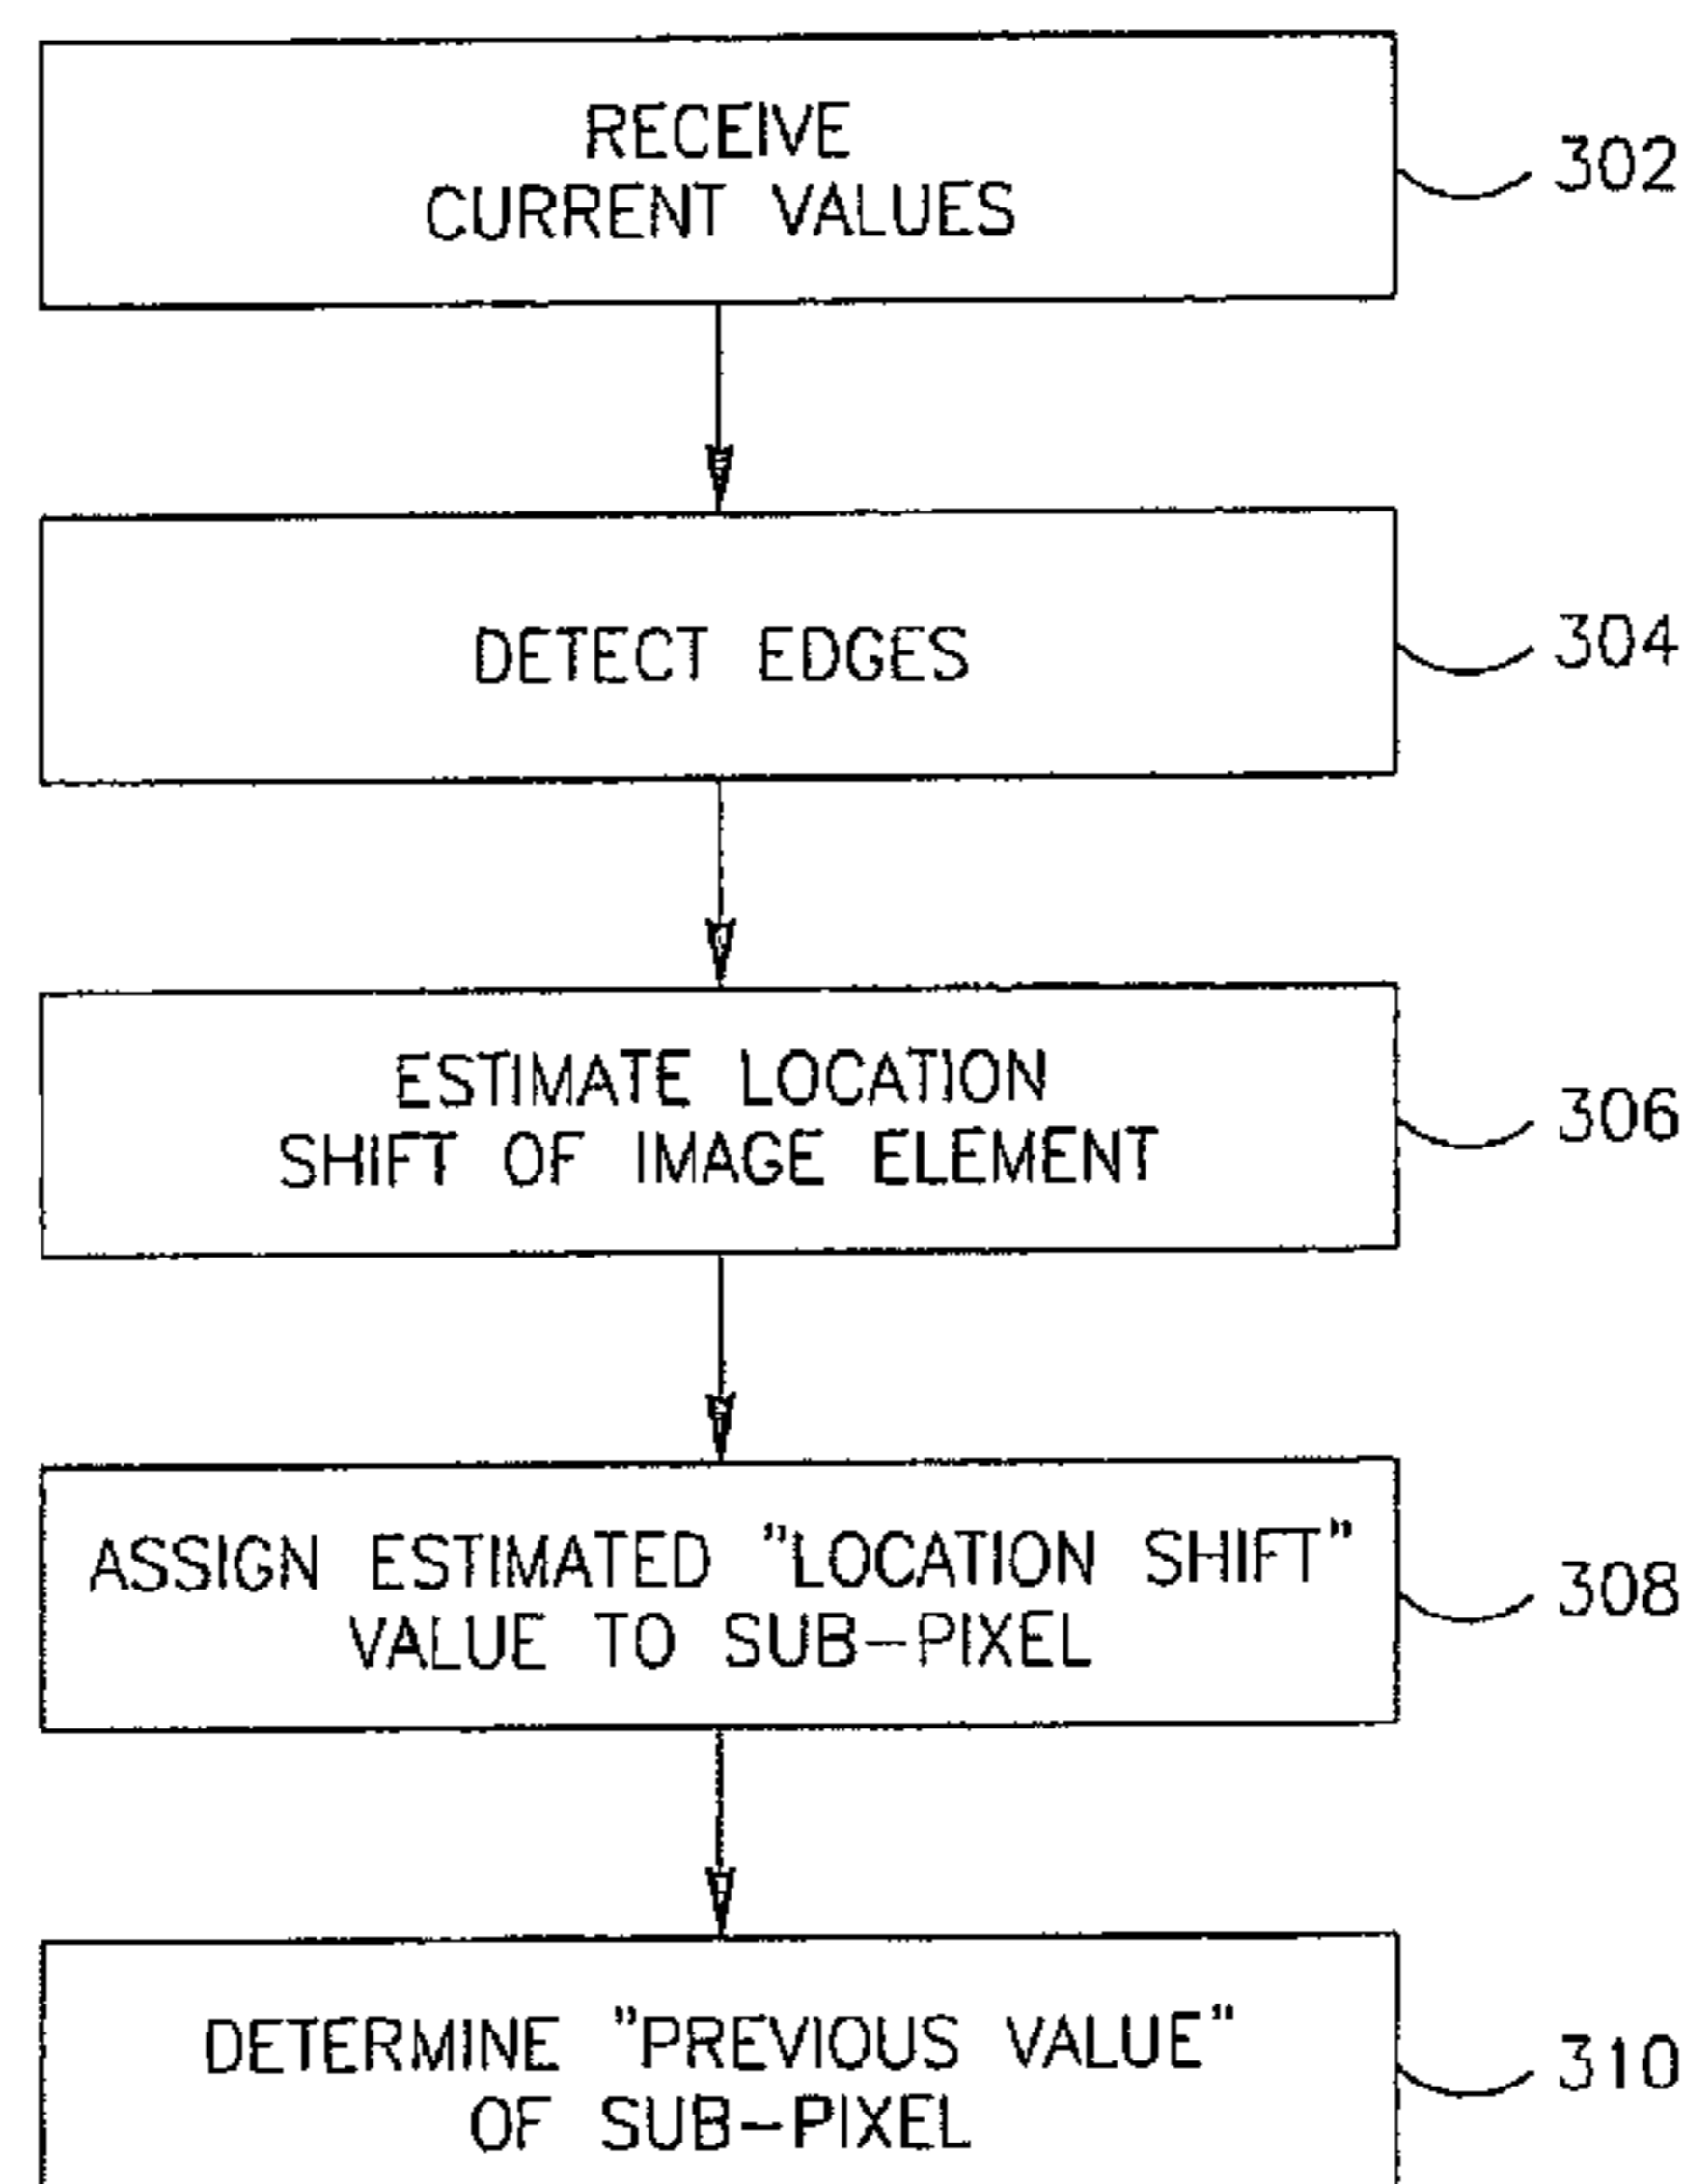 RECEIVE
CURRENT VALUES
302
DETECT EDGES
304
ESTIMATE LOCATION
SHIFT OF IMAGE ELEMENT
306
ASSIGN ESTIMATED "LOCATION SHIFT"
VALUE TO SUB-PIXEL
308
DETERMINE "PREVIOUS VALUE"
OF SUB-PIXEL
310